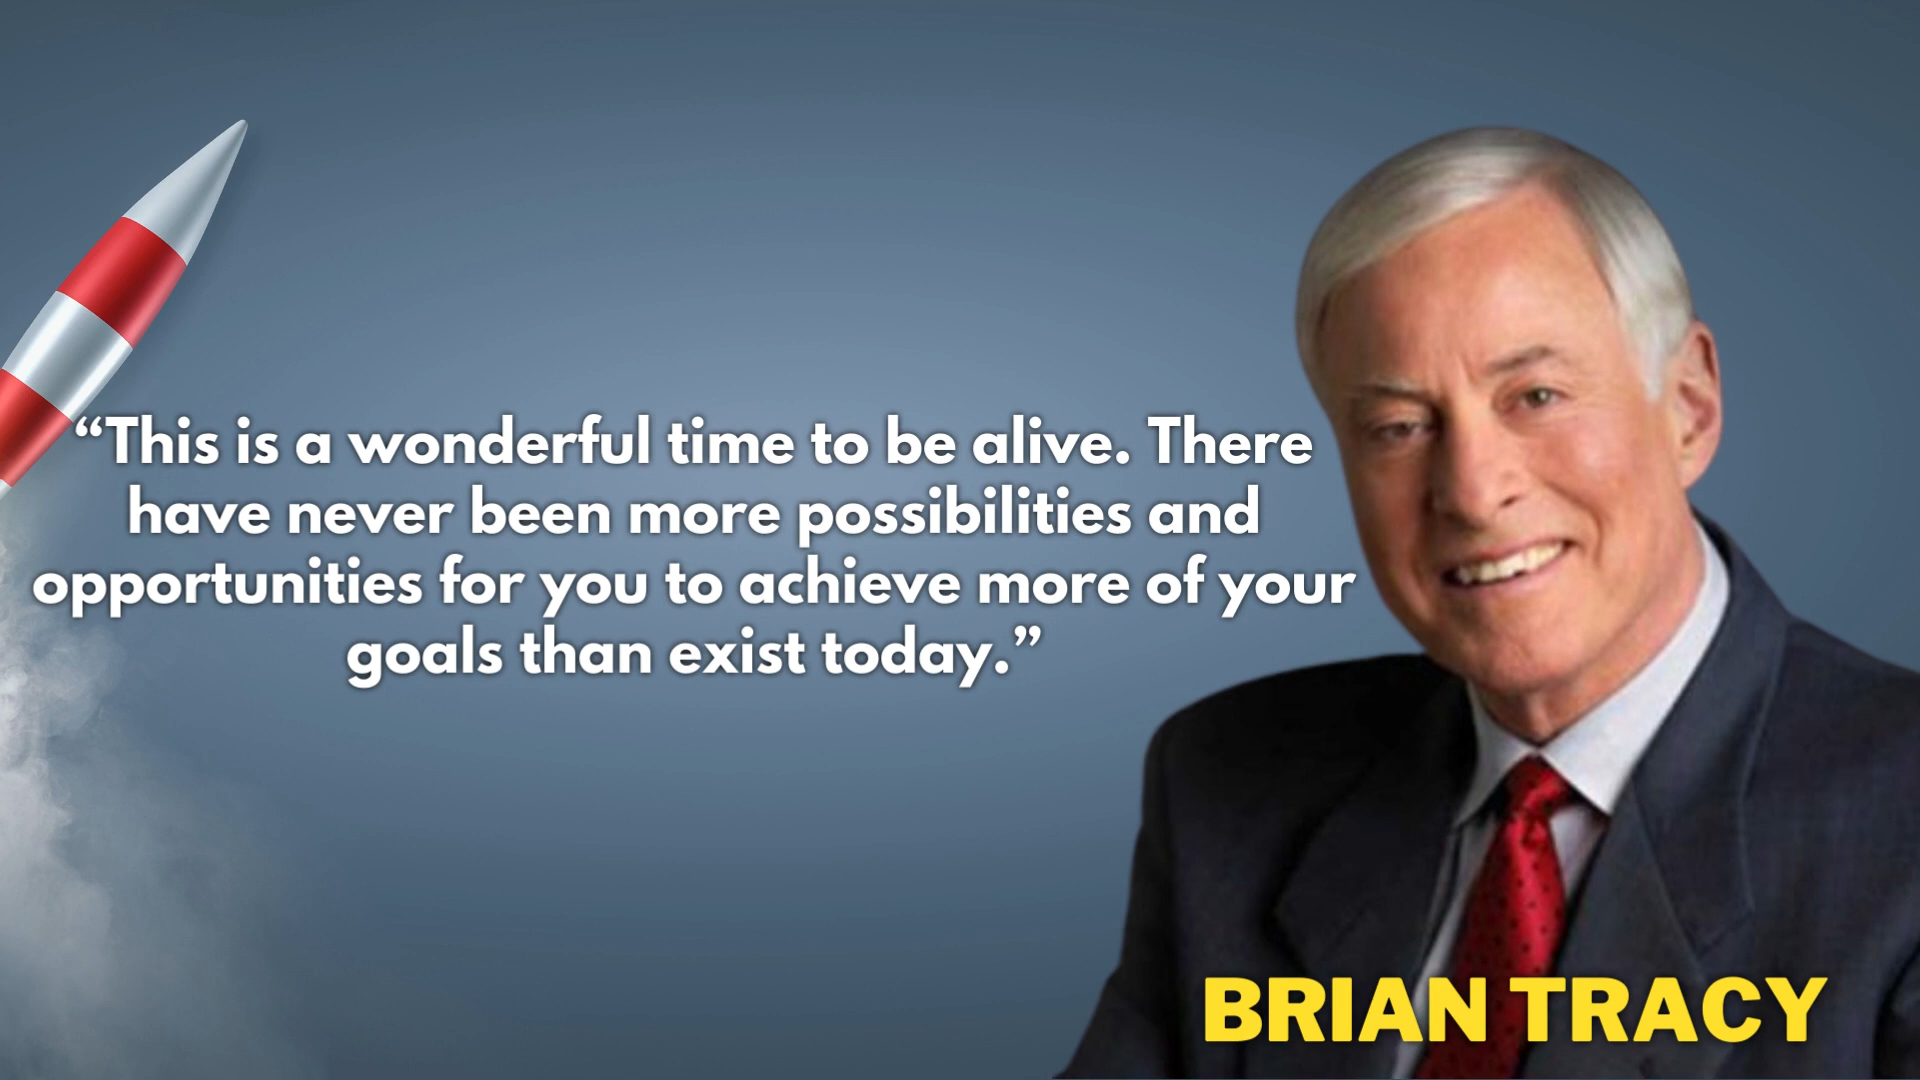 “This is a wonderful time to be alive. There
have never been more possibilities and
opportunities for you to achieve more of your
goals than exist today.”
BRIAN TRACY